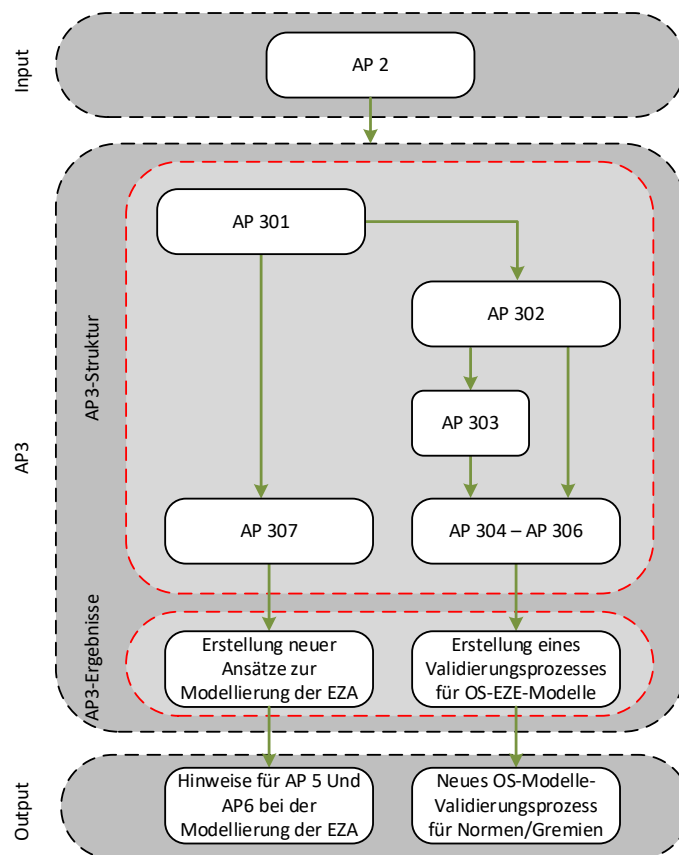 Input
AP 2
AP3
AP3-Struktur
AP 301
AP 302
AP 303
AP 307
AP 304 – AP 306
AP3-Ergebnisse
Erstellung neuer
Ansätze zur
Modellierung der EZA
Erstellung eines
Validierungsprozesses
für OS-EZE-Modelle
Output
Hinweise für AP 5 Und
AP6 bei der
Modellierung der EZA
Neues OS-Modelle-
Validierungsprozess
für Normen/Gremien